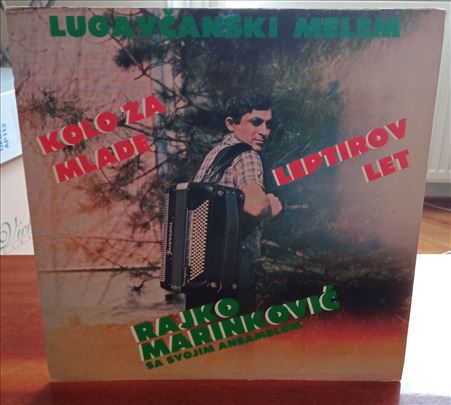 LUGAVČANSKI MELEM
KOLO ZA
MLADE
LEPTIROV
LET
RAJKO
MARINKOVIĆ
SA SVOJIM ANSAMBLOM